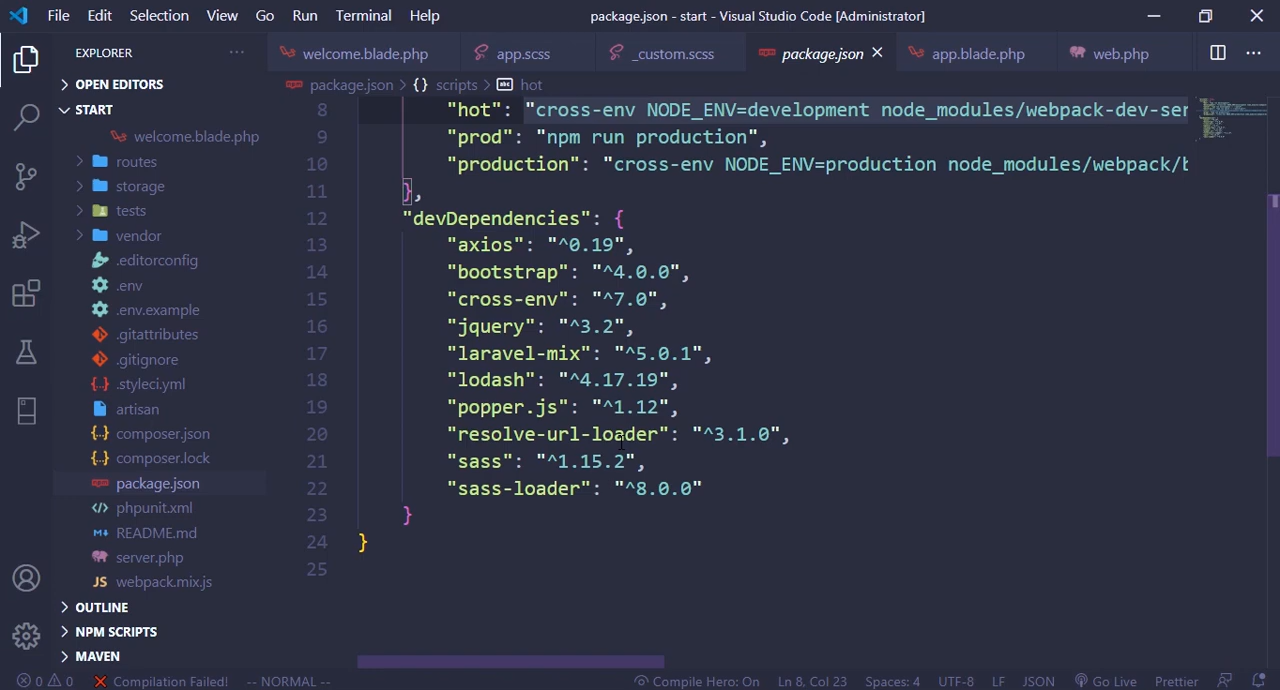 File Edit Selection View Go Run Terminal Help package.json - start - Visual Studio Code [Administrator]
EXPLORER ···
welcome.blade.php app.scss _custom.scss package.json app.blade.php web.php ···
OPEN EDITORS
package.json > {} scripts > abc hot
START
welcome.blade.php
routes
storage
tests
vendor
.editorconfig
.env
.env.example
.gitattributes
.gitignore
.styleci.yml
artisan
composer.json
composer.lock
package.json
phpunit.xml
README.md
server.php
JS webpack.mix.js
OUTLINE
NPM SCRIPTS
MAVEN
8 "hot": "cross-env NODE_ENV=development node_modules/webpack-dev-ser
9 "prod": "npm run production",
10 "production": "cross-env NODE_ENV=production node_modules/webpack/b
11 },
12 "devDependencies": {
13 "axios": "^0.19",
14 "bootstrap": "^4.0.0",
15 "cross-env": "^7.0",
16 "jquery": "^3.2",
17 "laravel-mix": "^5.0.1",
18 "lodash": "^4.17.19",
19 "popper.js": "^1.12",
20 "resolve-url-loader": "^3.1.0",
21 "sass": "^1.15.2",
22 "sass-loader": "^8.0.0"
23 }
24 }
25
0 0 Compilation Failed! -- NORMAL -- Compile Hero: On Ln 8, Col 23 Spaces: 4 UTF-8 LF JSON Go Live Prettier